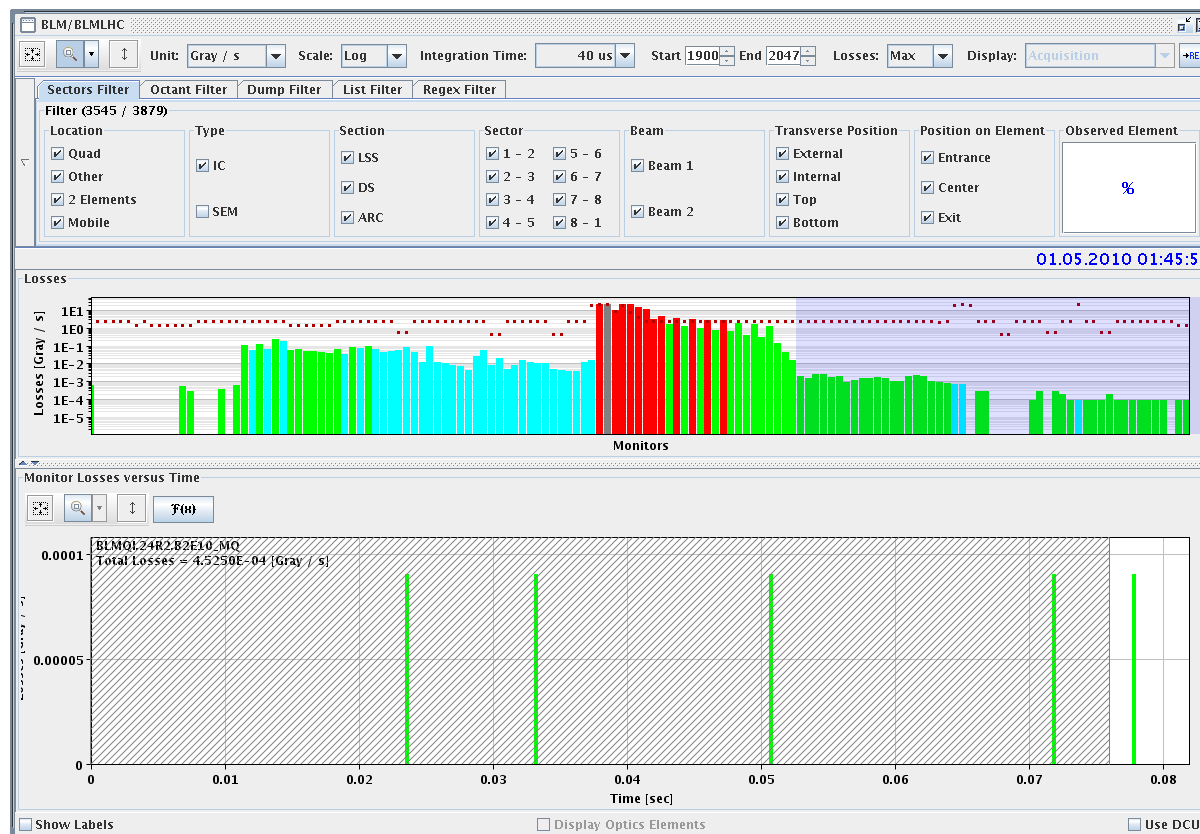 BLM/BLMLHC
Unit: Gray / s Scale: Log Integration Time: 40 us Start 1900 End 2047 Losses: Max Display: Acquisition RE
Sectors Filter Octant Filter Dump Filter List Filter Regex Filter
Filter (3545 / 3879)
Location Type Section Sector Beam Transverse Position Position on Element Observed Element
Quad IC LSS 1 - 2 5 - 6 Beam 1 External Entrance %
Other DS 2 - 3 6 - 7 Internal Center
2 Elements SEM ARC 3 - 4 7 - 8 Beam 2 Top Exit
Mobile 4 - 5 8 - 1 Bottom
01.05.2010 01:45:5
Losses
Losses [Gray / s]
1E1
1E0
1E-1
1E-2
1E-3
1E-4
1E-5
Monitors
Monitor Losses versus Time
F(x)
BLMQI.24R2.B2E10_MQ
Total Losses = 4.5250E-04 [Gray / s]
0.0001
0.00005
0
0 0.01 0.02 0.03 0.04 0.05 0.06 0.07 0.08
Time [sec]
Show Labels Display Optics Elements Use DCU